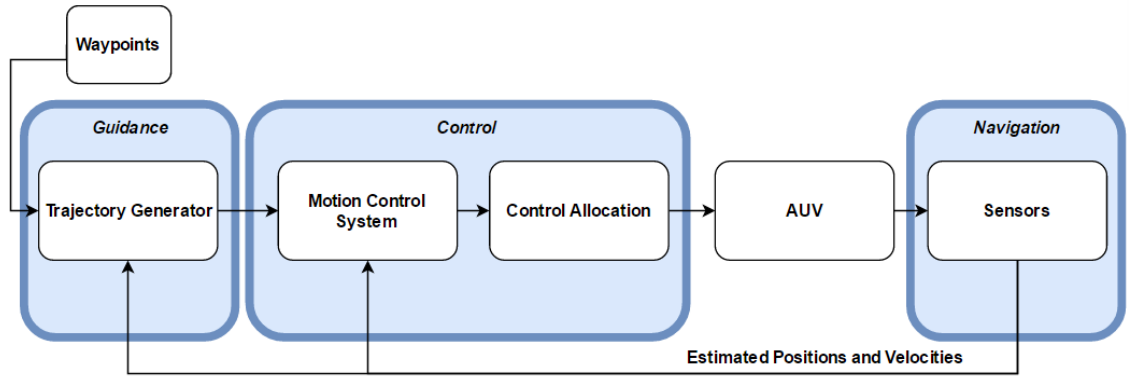 Waypoints
Guidance
Control
Navigation
Trajectory Generator
Motion Control
System
Control Allocation
AUV
Sensors
Estimated Positions and Velocities